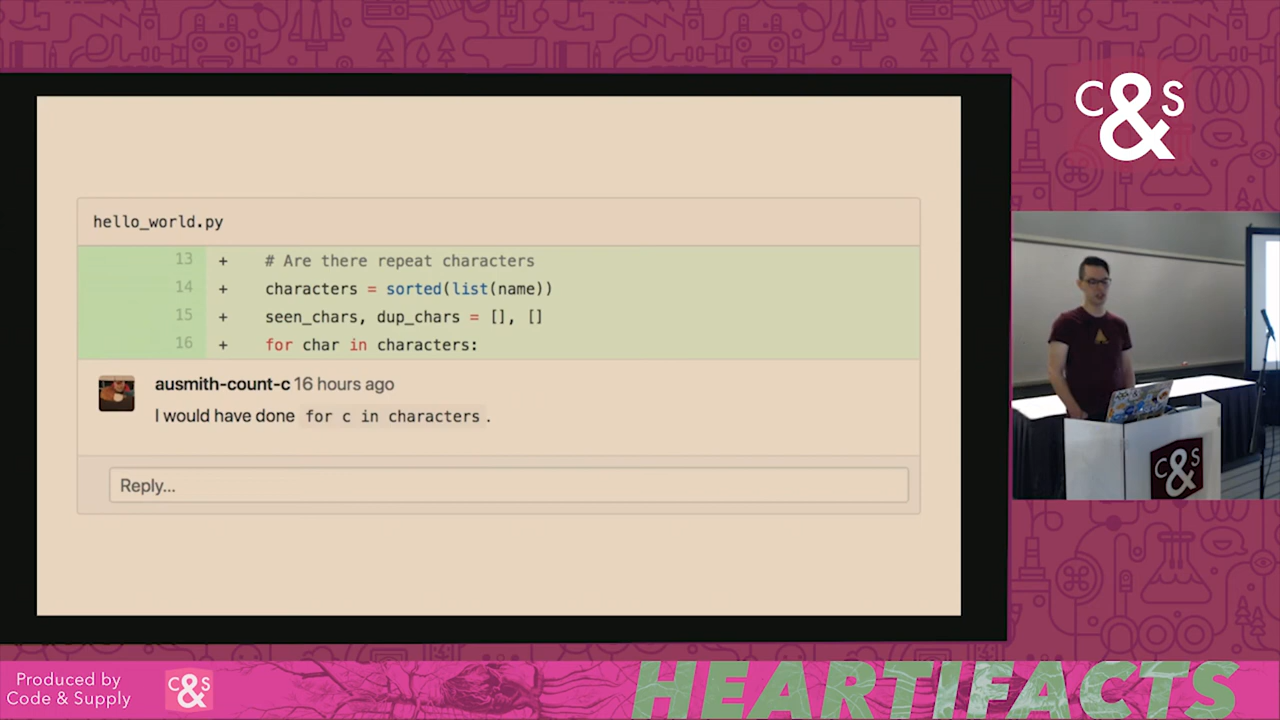 C&S
hello_world.py
13 + # Are there repeat characters
14 + characters = sorted(list(name))
15 + seen_chars, dup_chars = [], []
16 + for char in characters:
ausmith-count-c 16 hours ago
I would have done for c in characters .
Reply...
C&S
Produced by
Code & Supply
C&S
HEARTIFACTS